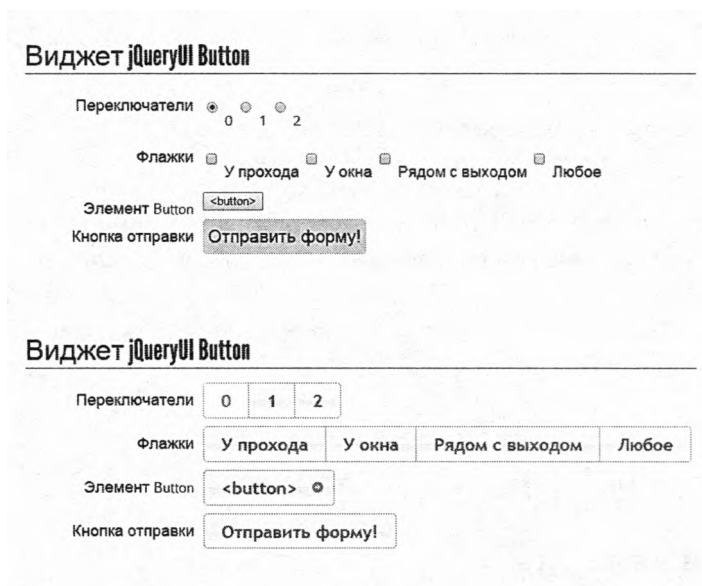 Виджет jQueryUI Button
Переключатели 0 1 2
Флажки У прохода У окна Рядом с выходом Любое
Элемент Button <button>
Кнопка отправки Отправить форму!
Виджет jQueryUI Button
Переключатели 0 1 2
Флажки У прохода У окна Рядом с выходом Любое
Элемент Button <button>
Кнопка отправки Отправить форму!